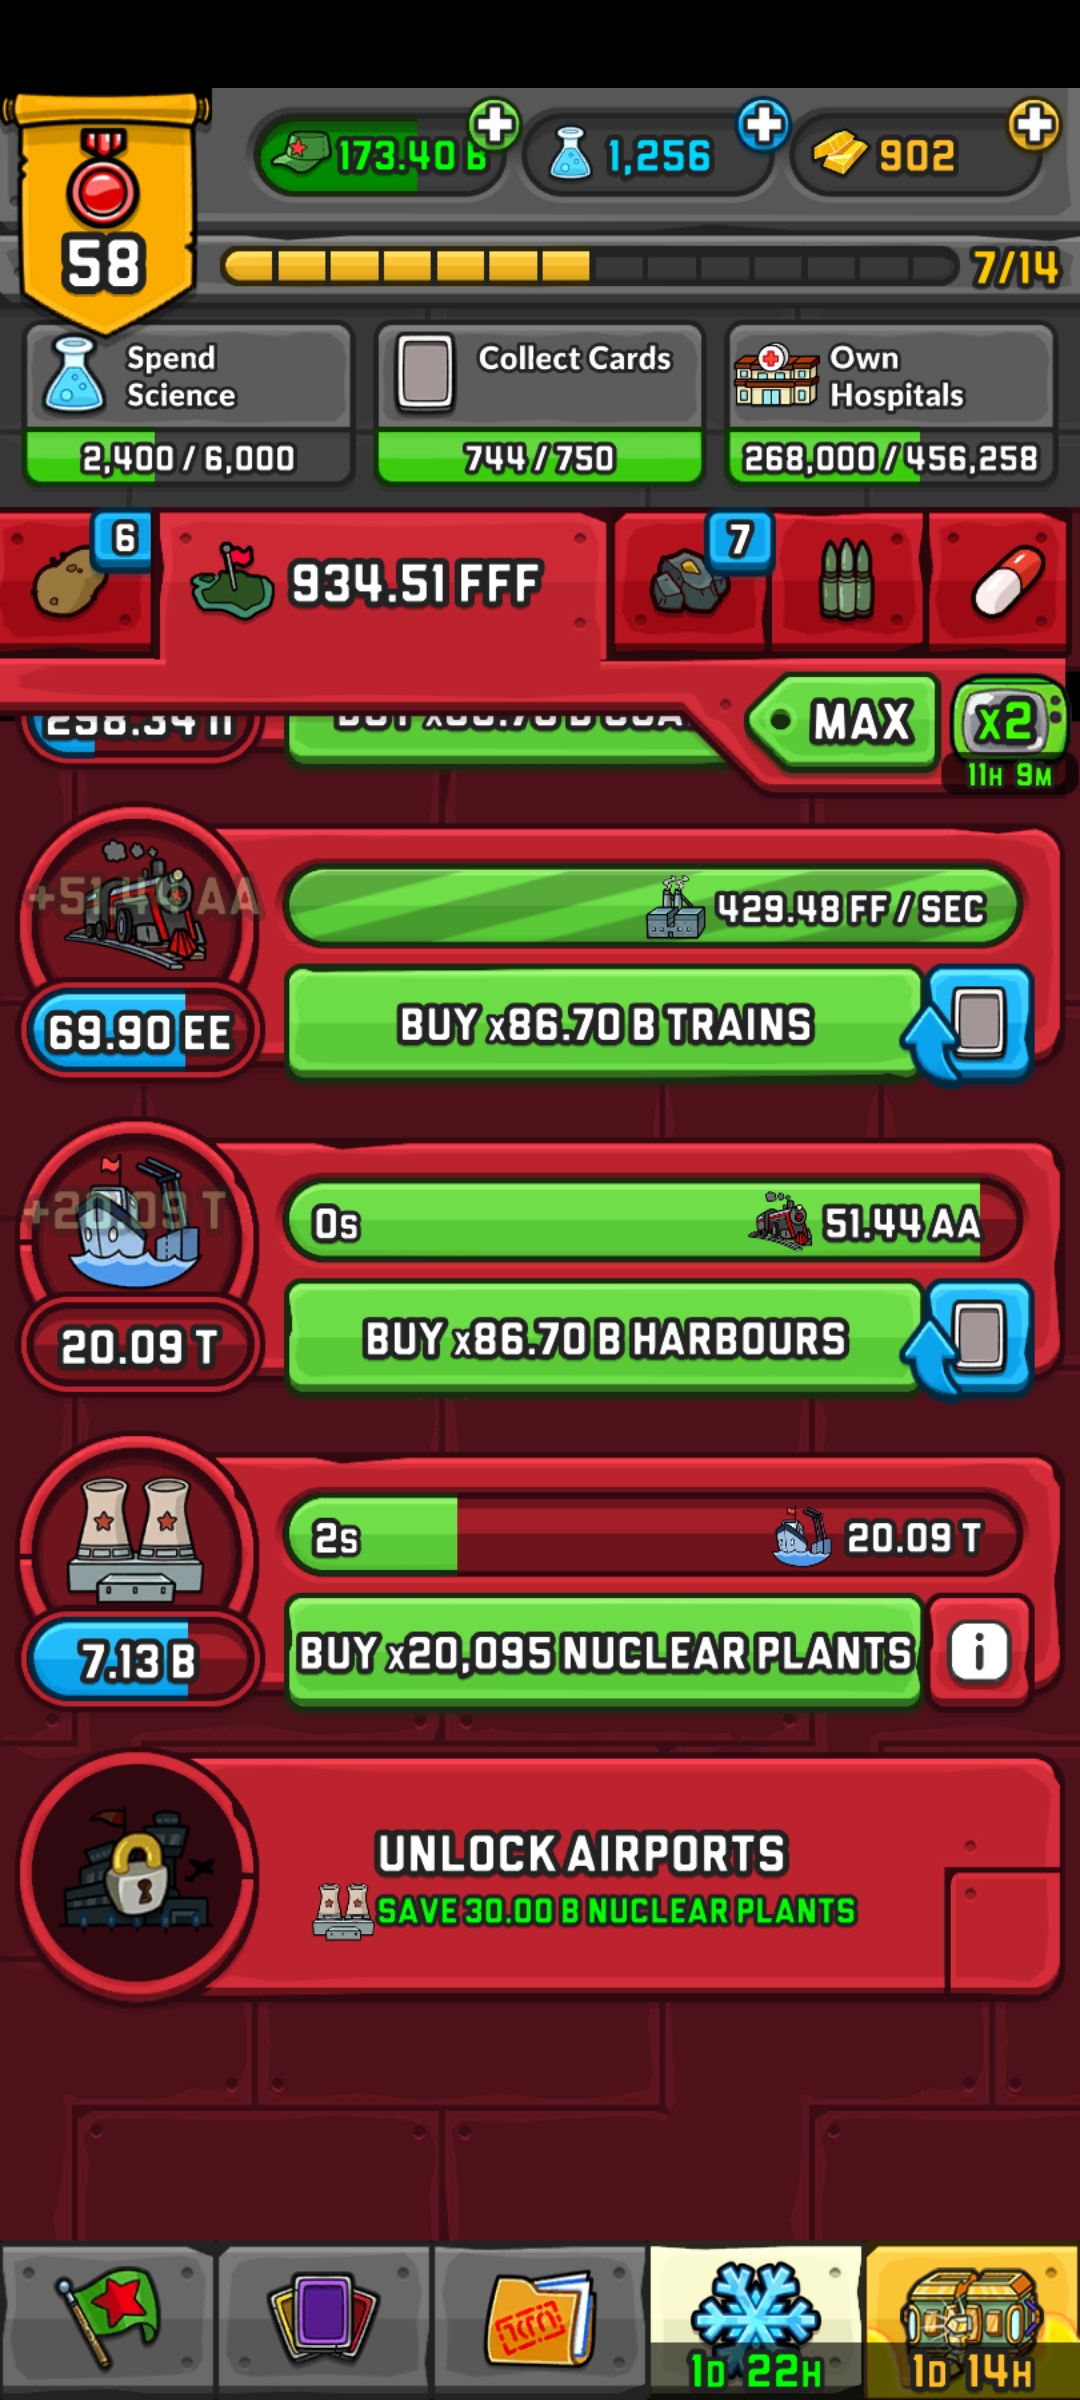 173.40 B
1,256
902
58
7/14
Spend
Science
2,400 / 6,000
Collect Cards
744 / 750
Own
Hospitals
268,000 / 456,258
6
934.51 FFF
7
MAX
x2
11H 9M
+51.44 AA
429.48 FF / SEC
69.90 EE
BUY x86.70 B TRAINS
+20.09 T
0s
51.44 AA
20.09 T
BUY x86.70 B HARBOURS
2s
20.09 T
7.13 B
BUY x20,095 NUCLEAR PLANTS
i
UNLOCK AIRPORTS
SAVE 30.00 B NUCLEAR PLANTS
1D 22H
1D 14H